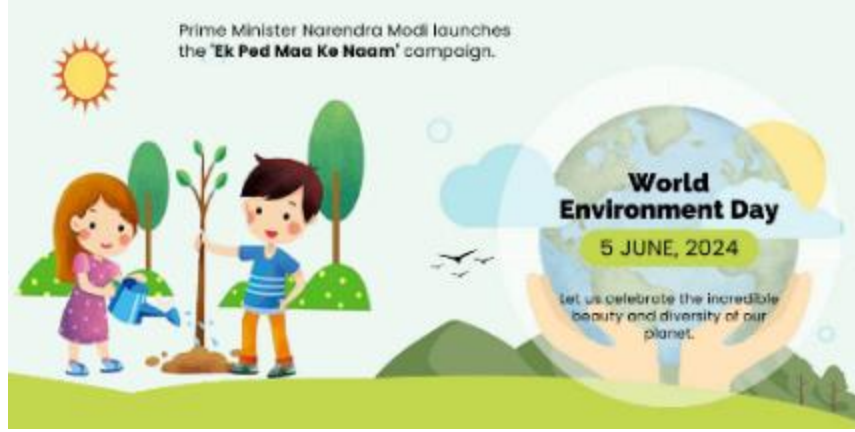 Prime Minister Narendra Modi launches
the 'Ek Ped Maa Ke Naam' campaign.
World
Environment Day
5 JUNE, 2024
Let us celebrate the incredible
beauty and diversity of our
planet.